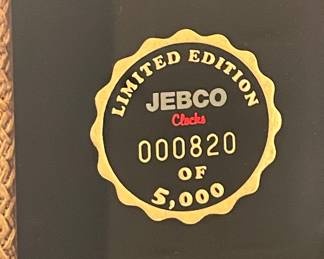 LIMITED EDITION
JEBCO
Clocks
000820
OF
5,000